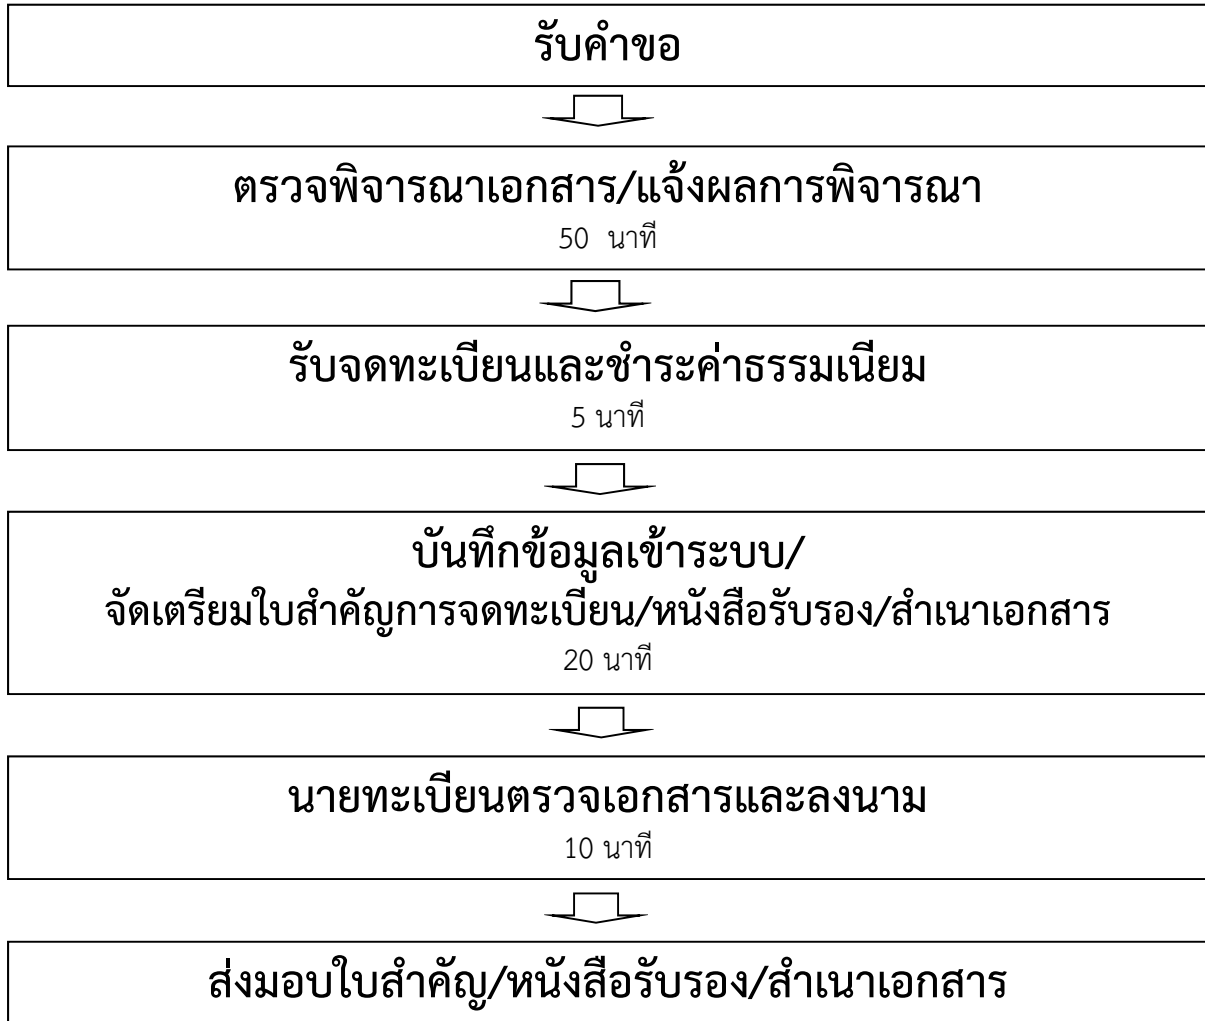 รับคำขอ
ตรวจพิจารณาเอกสาร/แจ้งผลการพิจารณา
50 นาที
รับจดทะเบียนและชำระค่าธรรมเนียม
5 นาที
บันทึกข้อมูลเข้าระบบ/
จัดเตรียมใบสำคัญการจดทะเบียน/หนังสือรับรอง/สำเนาเอกสาร
20 นาที
นายทะเบียนตรวจเอกสารและลงนาม
10 นาที
ส่งมอบใบสำคัญ/หนังสือรับรอง/สำเนาเอกสาร